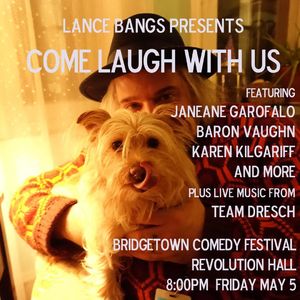 LANCE BANGS PRESENTS
COME LAUGH WITH US
FEATURING
JANEANE GAROFALO
BARON VAUGHN
KAREN KILGARIFF
AND MORE
PLUS LIVE MUSIC FROM
TEAM DRESCH
BRIDGETOWN COMEDY FESTIVAL
REVOLUTION HALL
8:00PM FRIDAY MAY 5